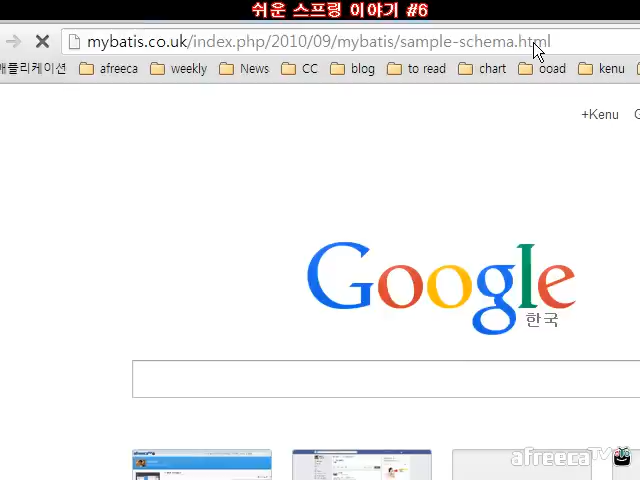 쉬운 스프링 이야기 #6
mybatis.co.uk/index.php/2010/09/mybatis/sample-schema.html
애플리케이션 afreeca weekly News CC blog to read chart ooad kenu
+Kenu G
Google
한국
afreecaTV